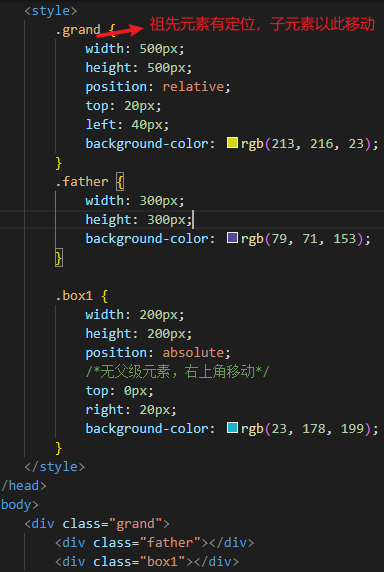 <style>
.grand {
祖先元素有定位，子元素以此移动
width: 500px;
height: 500px;
position: relative;
top: 20px;
left: 40px;
background-color: rgb(213, 216, 23);
}
.father {
width: 300px;
height: 300px;
background-color: rgb(79, 71, 153);
}
.box1 {
width: 200px;
height: 200px;
position: absolute;
/*无父级元素，右上角移动*/
top: 0px;
right: 20px;
background-color: rgb(23, 178, 199);
}
</style>
/head>
body>
<div class="grand">
<div class="father"></div>
<div class="box1"></div>